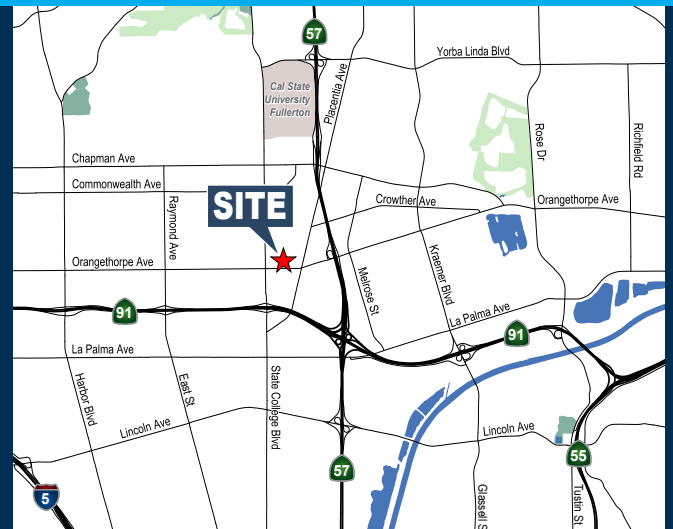 57
Yorba Linda Blvd
Placentia Ave
Cal State
University
Fullerton
Rose Dr
Richfield Rd
Chapman Ave
Commonwealth Ave
SITE
Raymond Ave
Crowther Ave
Orangethorpe Ave
Orangethorpe Ave
Kraemer Blvd
Melrose St
91
La Palma Ave
91
La Palma Ave
Harbor Blvd
East St
State College Blvd
Lincoln Ave
Lincoln Ave
57
55
5
Glassell S
Tustin St